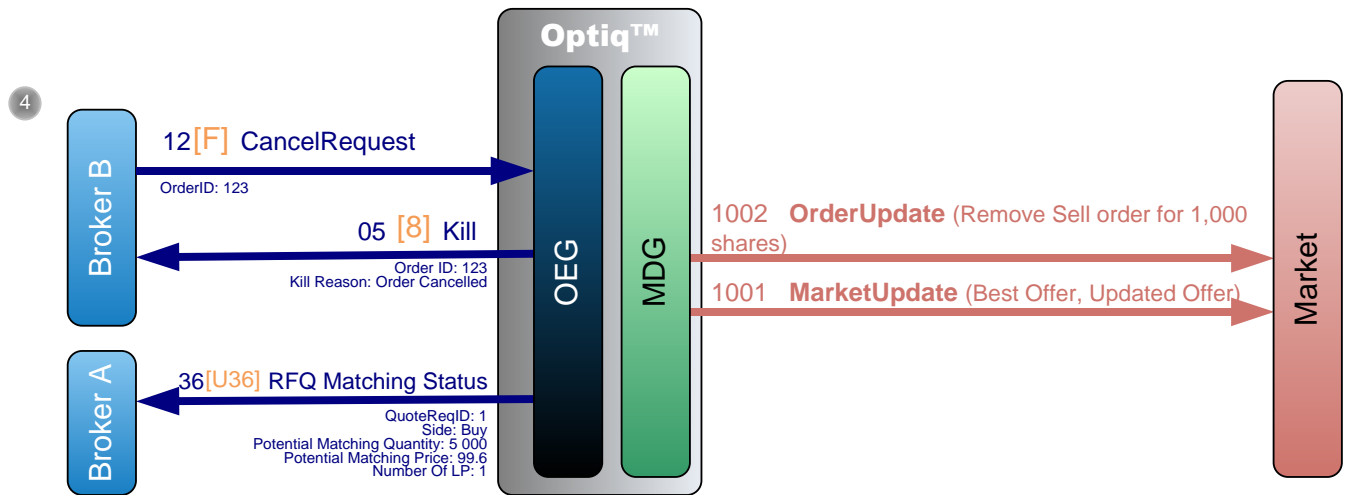 Optiq™
4
Broker B
12[F] CancelRequest
OrderID: 123
05 [8] Kill
Order ID: 123
Kill Reason: Order Cancelled
OEG
MDG
1002 OrderUpdate (Remove Sell order for 1,000
shares)
1001 MarketUpdate (Best Offer, Updated Offer)
Market
Broker A
36[U36] RFQ Matching Status
QuoteReqID: 1
Side: Buy
Potential Matching Quantity: 5 000
Potential Matching Price: 99.6
Number Of LP: 1